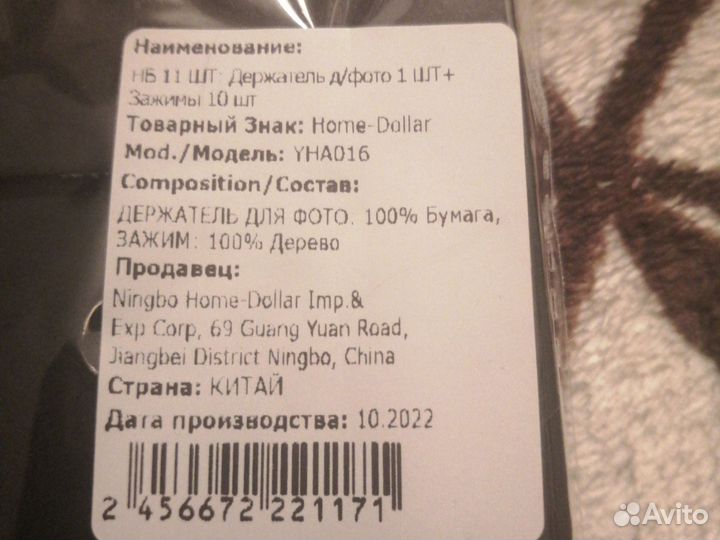 Наименование:
НБ 11 ШТ: Держатель д/фото 1 ШТ+
Зажимы 10 шт
Товарный Знак: Home-Dollar
Mod./Модель: YHA016
Composition/Состав:
ДЕРЖАТЕЛЬ ДЛЯ ФОТО: 100% Бумага,
ЗАЖИМ: 100% Дерево
Продавец:
Ningbo Home-Dollar Imp.&
Exp Corp, 69 Guang Yuan Road,
Jiangbei District Ningbo, China
Страна: КИТАЙ
Дата производства: 10.2022
2 456672 221171
Avito